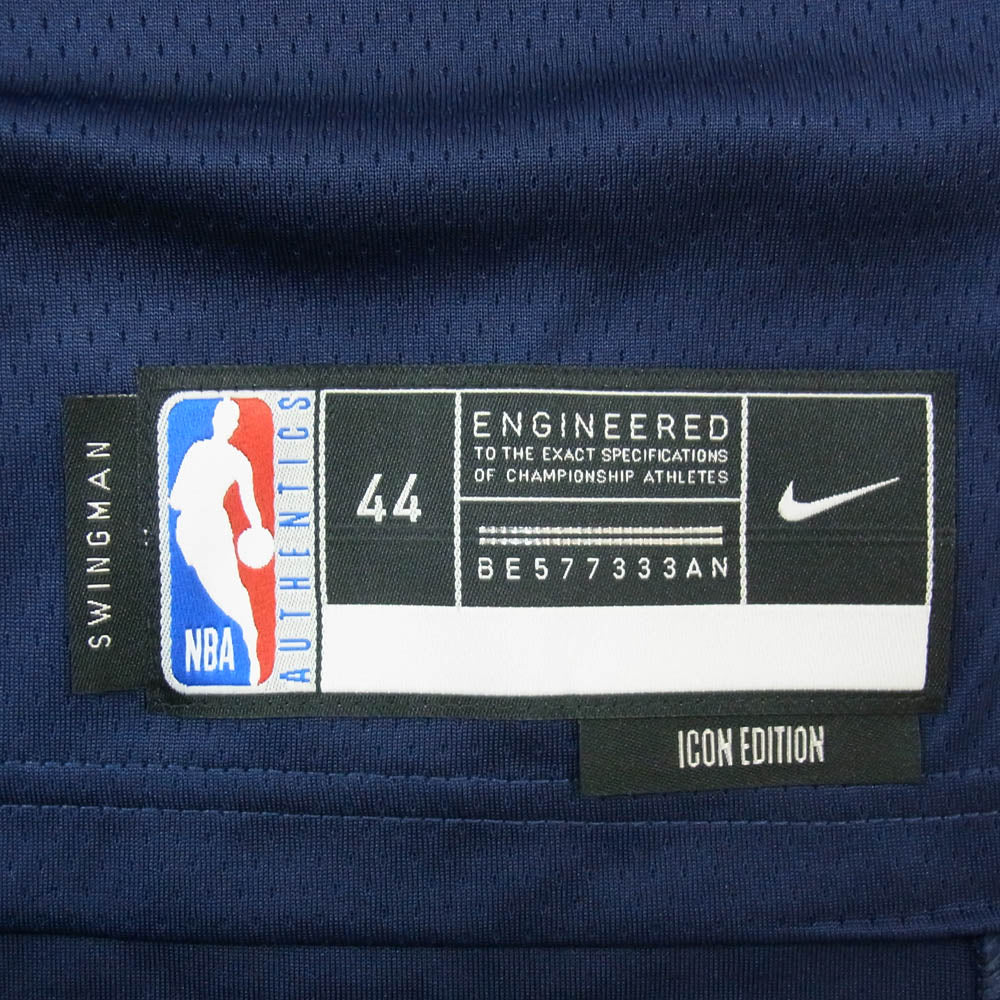 SWINGMAN
NBA
AUTHENTICS
44
ENGINEERED
TO THE EXACT SPECIFICATIONS
OF CHAMPIONSHIP ATHLETES
BE577333AN
ICON EDITION